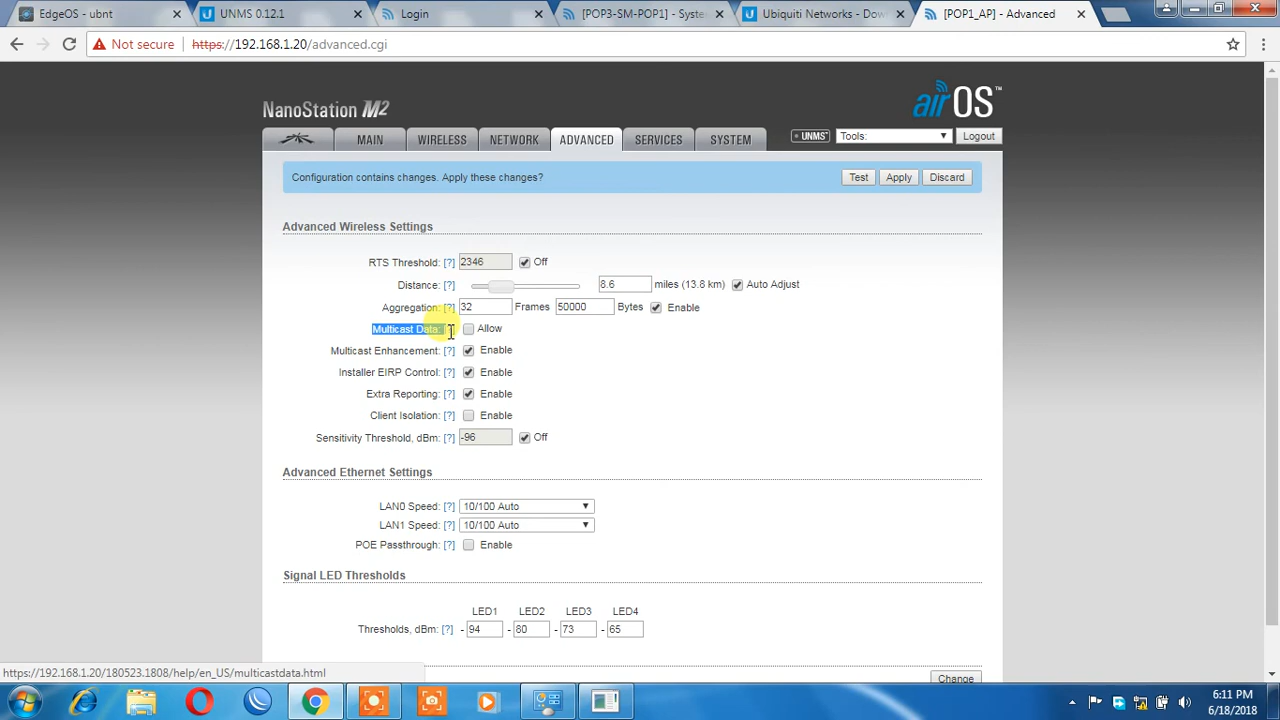 EdgeOS - ubnt
UNMS 0.12.1
Login
[POP3-SM-POP1] - Syste
Ubiquiti Networks - Dow
[POP1_AP] - Advanced
Not secure https://192.168.1.20/advanced.cgi
NanoStation M2
airOS™
MAIN WIRELESS NETWORK ADVANCED SERVICES SYSTEM UNMS Tools: Logout
Configuration contains changes. Apply these changes? Test Apply Discard
Advanced Wireless Settings
RTS Threshold: [?] 2346 Off
Distance: [?] 8.6 miles (13.8 km) Auto Adjust
Aggregation: [?] 32 Frames 50000 Bytes Enable
Multicast Data: [?] Allow
Multicast Enhancement: [?] Enable
Installer EIRP Control: [?] Enable
Extra Reporting: [?] Enable
Client Isolation: [?] Enable
Sensitivity Threshold, dBm: [?] -96 Off
Advanced Ethernet Settings
LAN0 Speed: [?] 10/100 Auto
LAN1 Speed: [?] 10/100 Auto
POE Passthrough: [?] Enable
Signal LED Thresholds
LED1 LED2 LED3 LED4
Thresholds, dBm: [?] - 94 - 80 - 73 - 65
https://192.168.1.20/180523.1808/help/en_US/multicastdata.html
Change
6:11 PM
6/18/2018